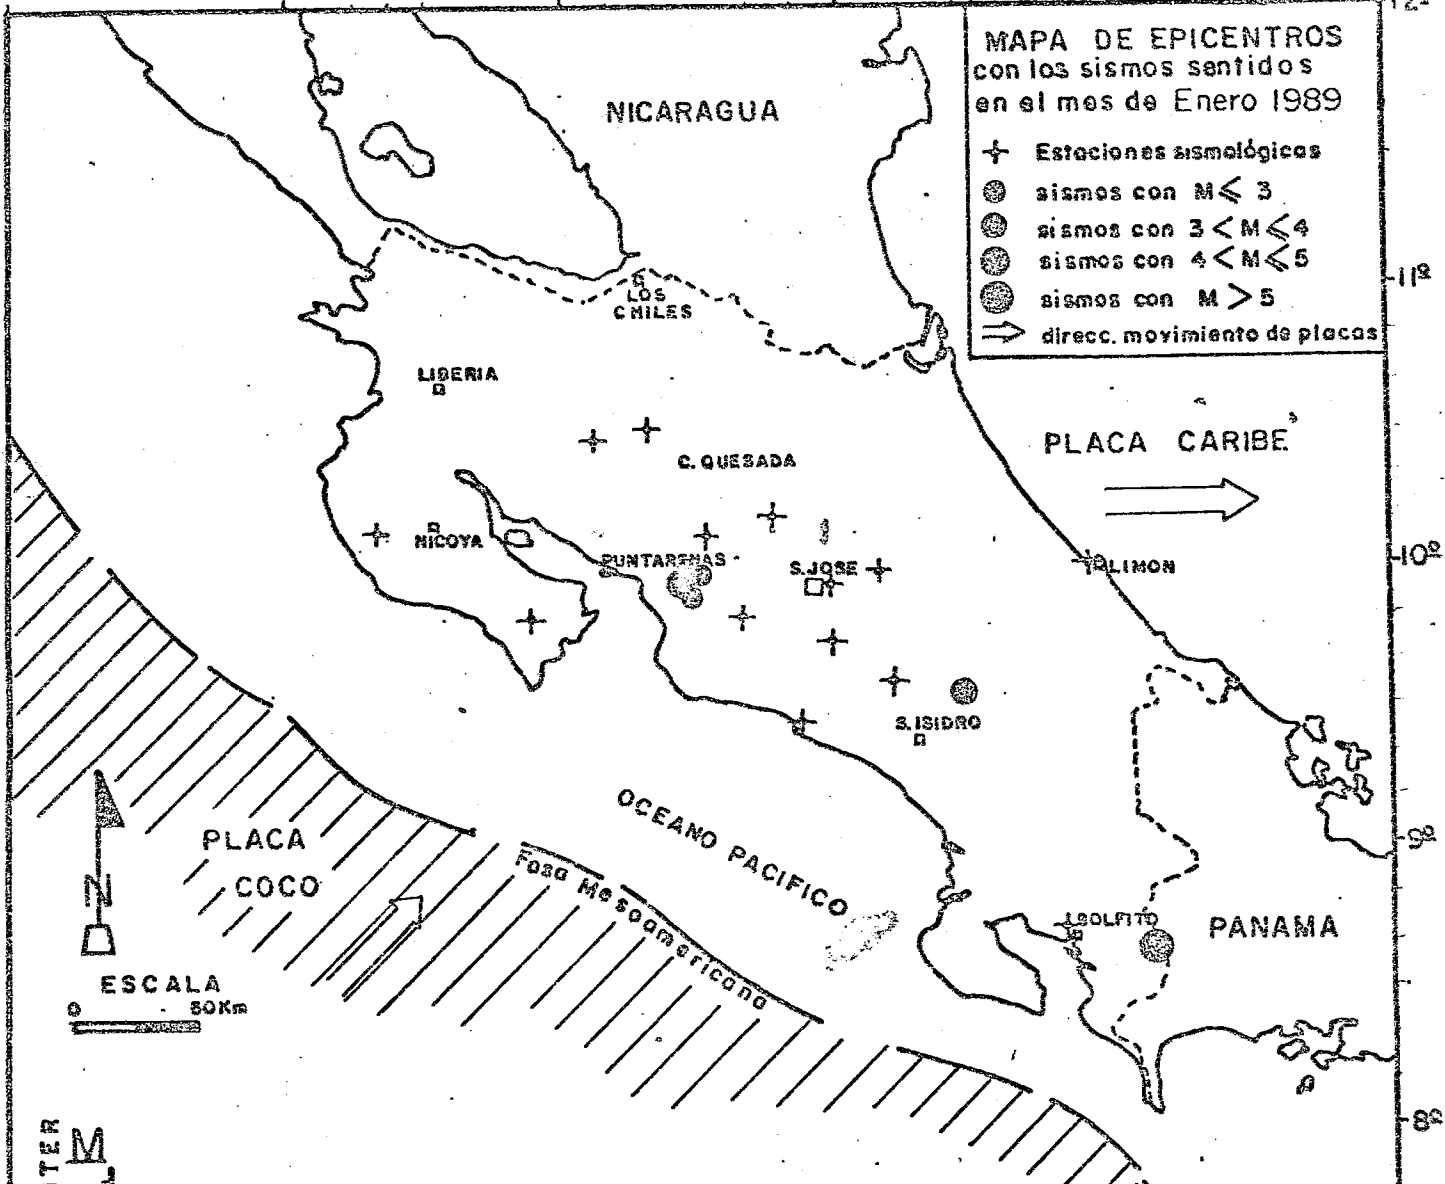 12º
MAPA DE EPICENTROS
con los sismos sentidos
en el mes de Enero 1989
Estaciones sismológicas
sismos con M ⩽ 3
sismos con 3 < M ⩽ 4
sismos con 4 < M ⩽ 5
sismos con M > 5
direcc. movimiento de placas
NICARAGUA
11º
LOS
CHILES
LIBERIA
PLACA CARIBE
C. QUESADA
NICOYA
PUNTARENAS
S. JOSE
10º
LIMON
S. ISIDRO
OCEANO PACIFICO
9º
PLACA
COCO
Fosa Mesoamericana
GOLFITO
PANAMA
N
ESCALA
0 50Km
8º
TER
M